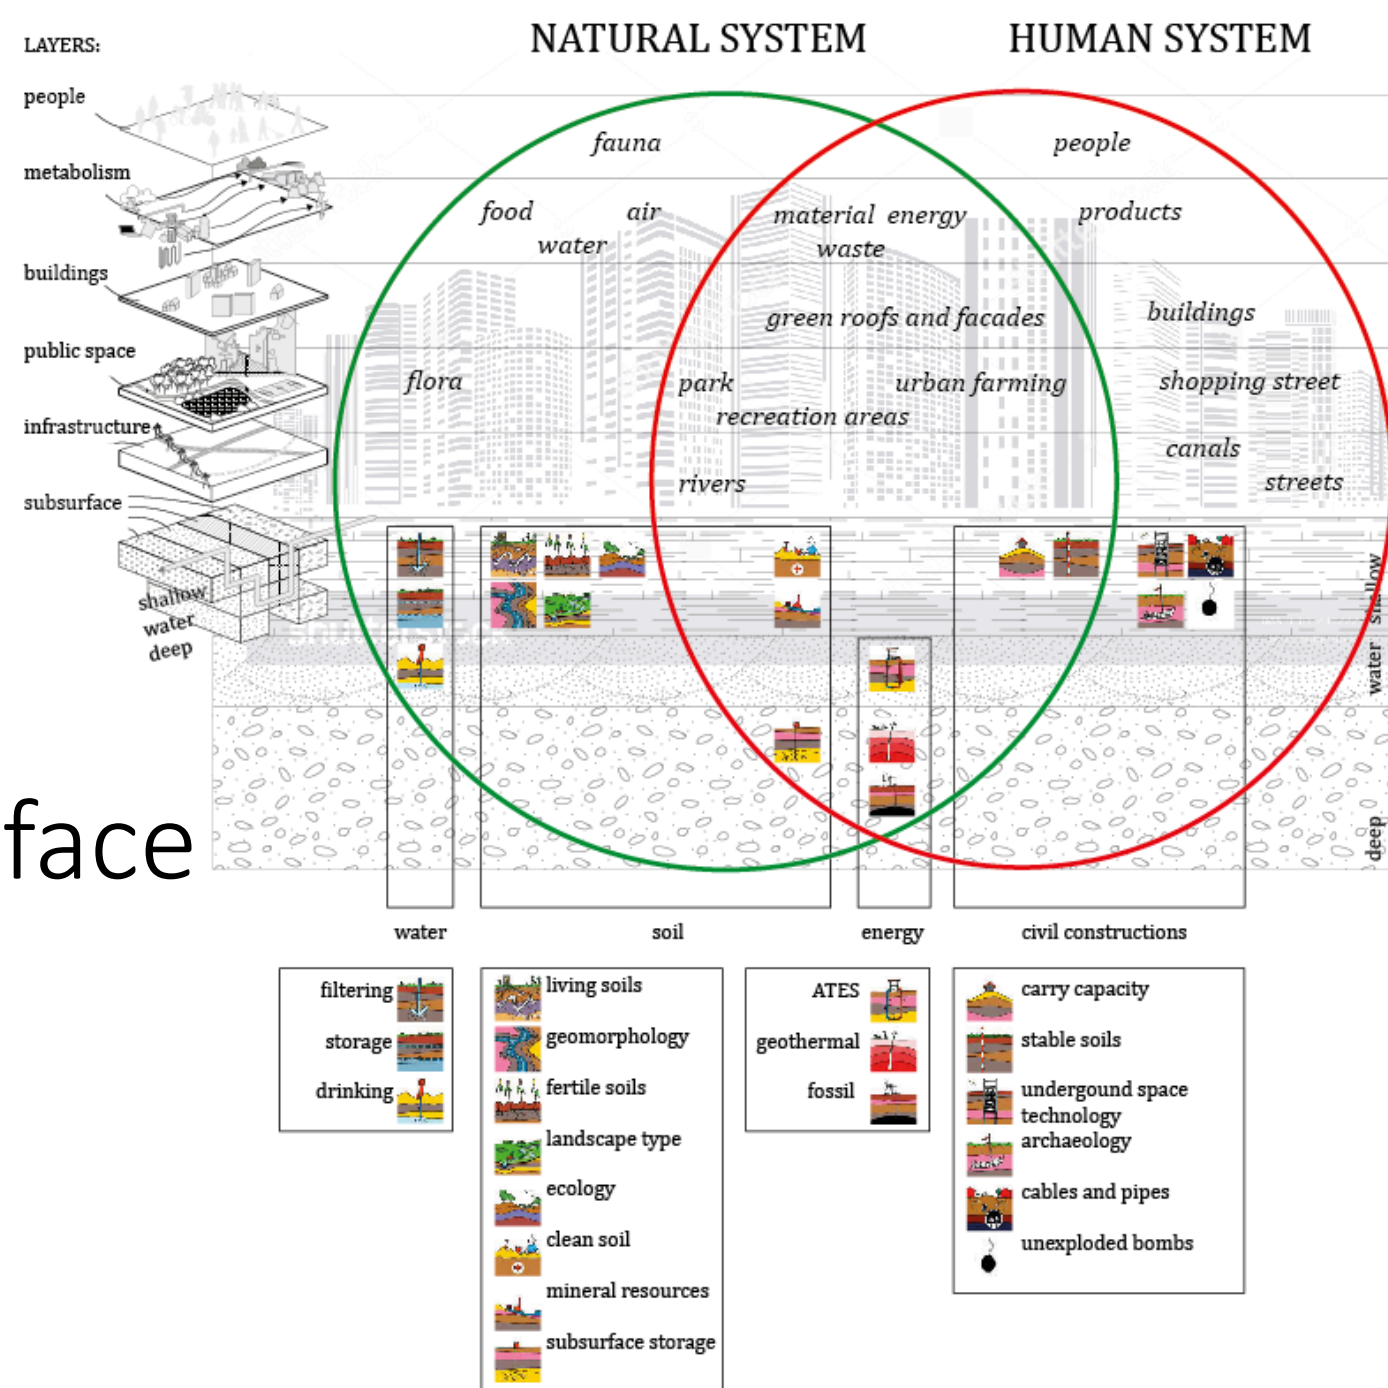 NATURAL SYSTEM
HUMAN SYSTEM
LAYERS:
people
metabolism
buildings
public space
infrastructure
subsurface
shallow
water
deep
fauna
people
food
air
material energy
products
water
waste
green roofs and facades
buildings
flora
park
urban farming
shopping street
recreation areas
canals
rivers
streets
shallow
water
deep
face
water
soil
energy
civil constructions
filtering
storage
drinking
living soils
geomorphology
fertile soils
landscape type
ecology
clean soil
mineral resources
subsurface storage
ATES
geothermal
fossil
carry capacity
stable soils
undergound space
technology
archaeology
cables and pipes
unexploded bombs